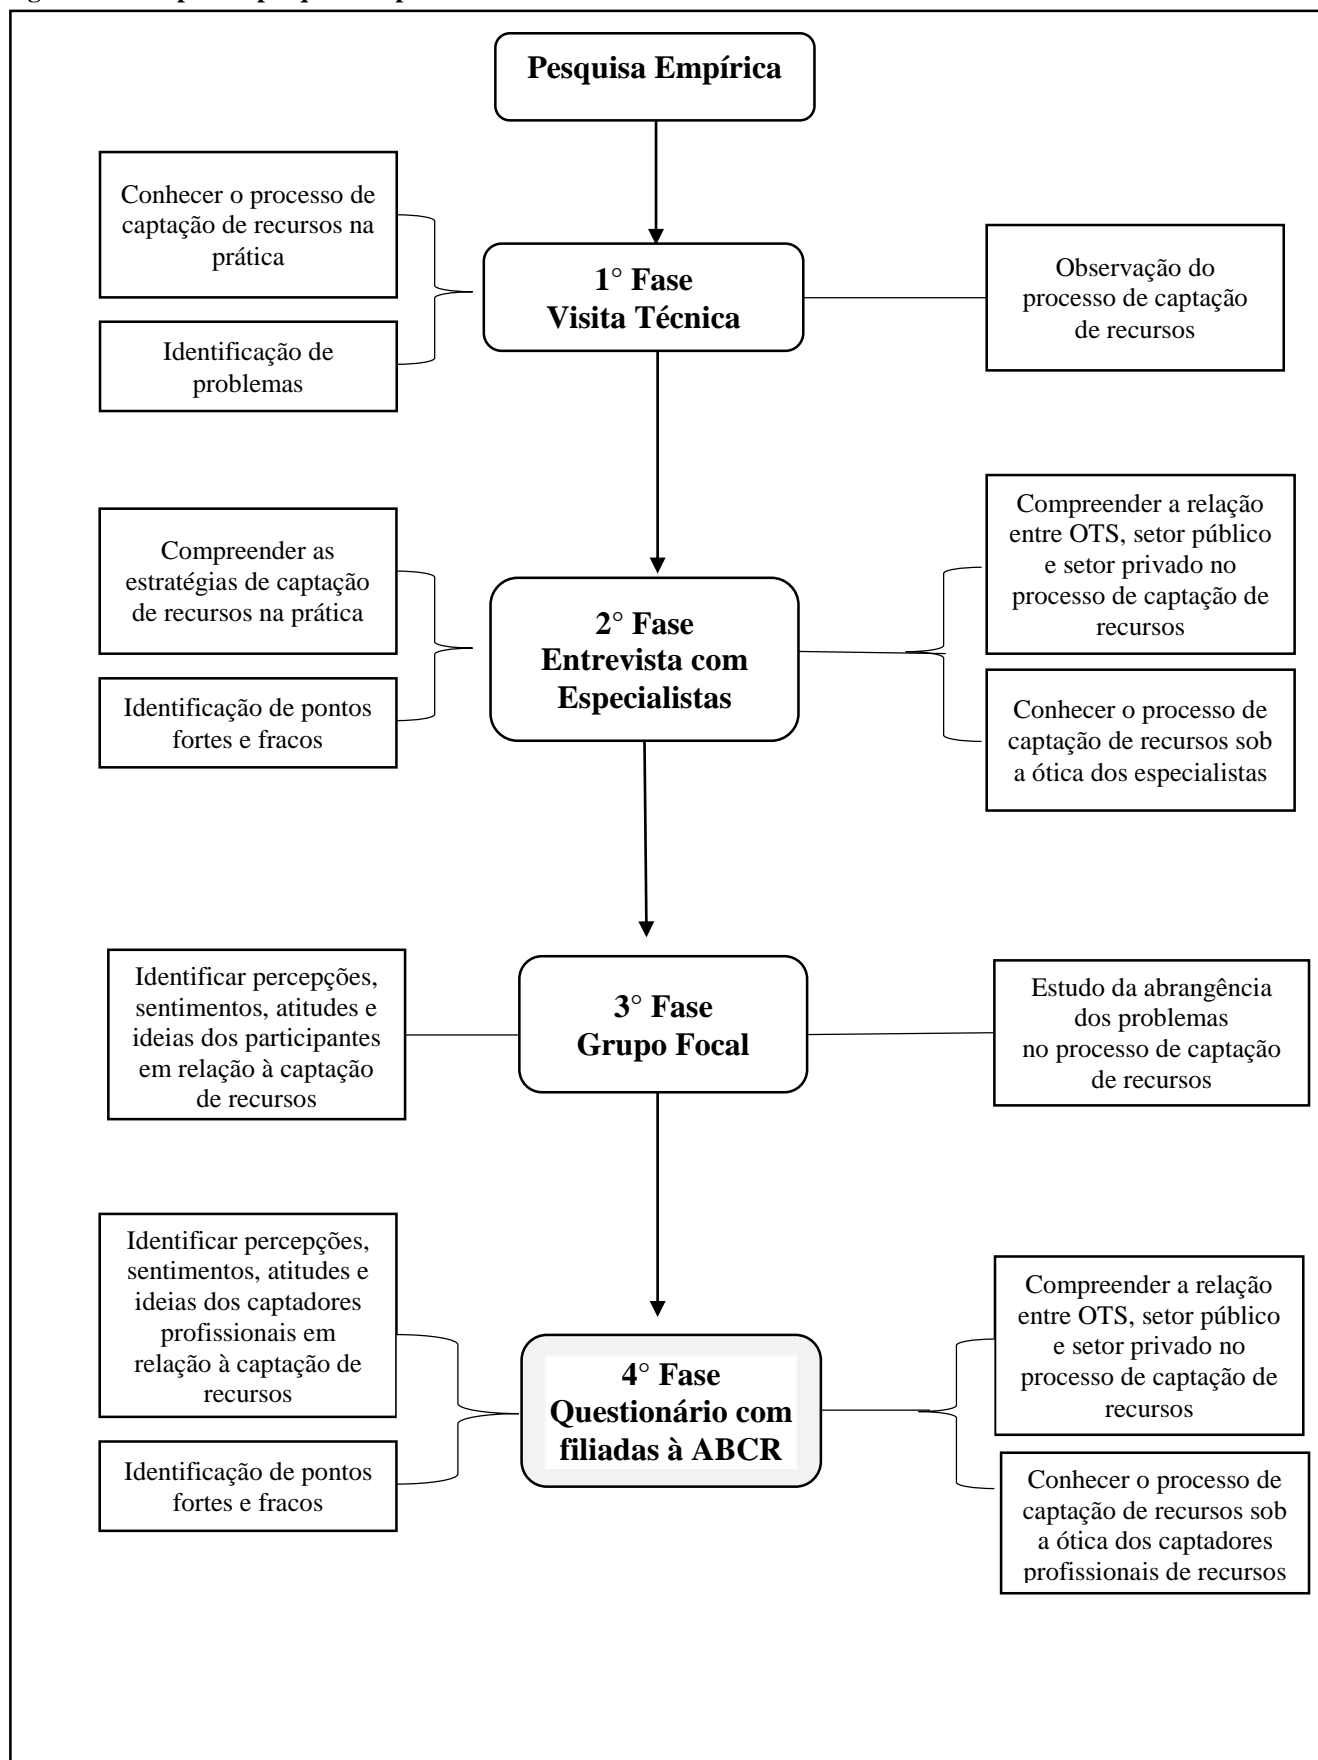 Pesquisa Empírica
Conhecer o processo de
captação de recursos na
prática
Identificação de
problemas
1° Fase
Visita Técnica
Observação do
processo de captação
de recursos
Compreender as
estratégias de captação
de recursos na prática
Identificação de pontos
fortes e fracos
2° Fase
Entrevista com
Especialistas
Compreender a relação
entre OTS, setor público
e setor privado no
processo de captação de
recursos
Conhecer o processo de
captação de recursos sob
a ótica dos especialistas
Identificar percepções,
sentimentos, atitudes e
ideias dos participantes
em relação à captação
de recursos
3° Fase
Grupo Focal
Estudo da abrangência
dos problemas
no processo de captação
de recursos
Identificar percepções,
sentimentos, atitudes e
ideias dos captadores
profissionais em
relação à captação de
recursos
Identificação de pontos
fortes e fracos
4° Fase
Questionário com
filiadas à ABCR
Compreender a relação
entre OTS, setor público
e setor privado no
processo de captação de
recursos
Conhecer o processo de
captação de recursos sob
a ótica dos captadores
profissionais de recursos